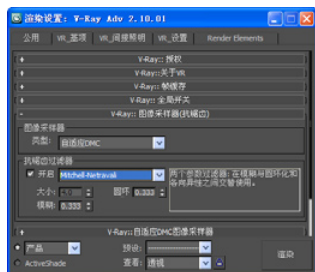 渲染设置: V-Ray Adv 2.10.01
公用 VR_基项 VR_间接照明 VR_设置 Render Elements
+ V-Ray:: 授权
+ V-Ray:: 关于VR
+ V-Ray:: 帧缓存
+ V-Ray:: 全局开关
- V-Ray:: 图像采样器(抗锯齿)
图像采样器
类型: 自适应DMC
抗锯齿过滤器
开启 Mitchell-Netravali 两个参数过滤器: 在模糊与圆环化和
各向异性之间交替使用。
大小: 4.0 圆环 0.333
模糊: 0.333
+ V-Ray:: 自适应DMC图像采样器
产品 预设: 渲染
ActiveShade 查看: 透视